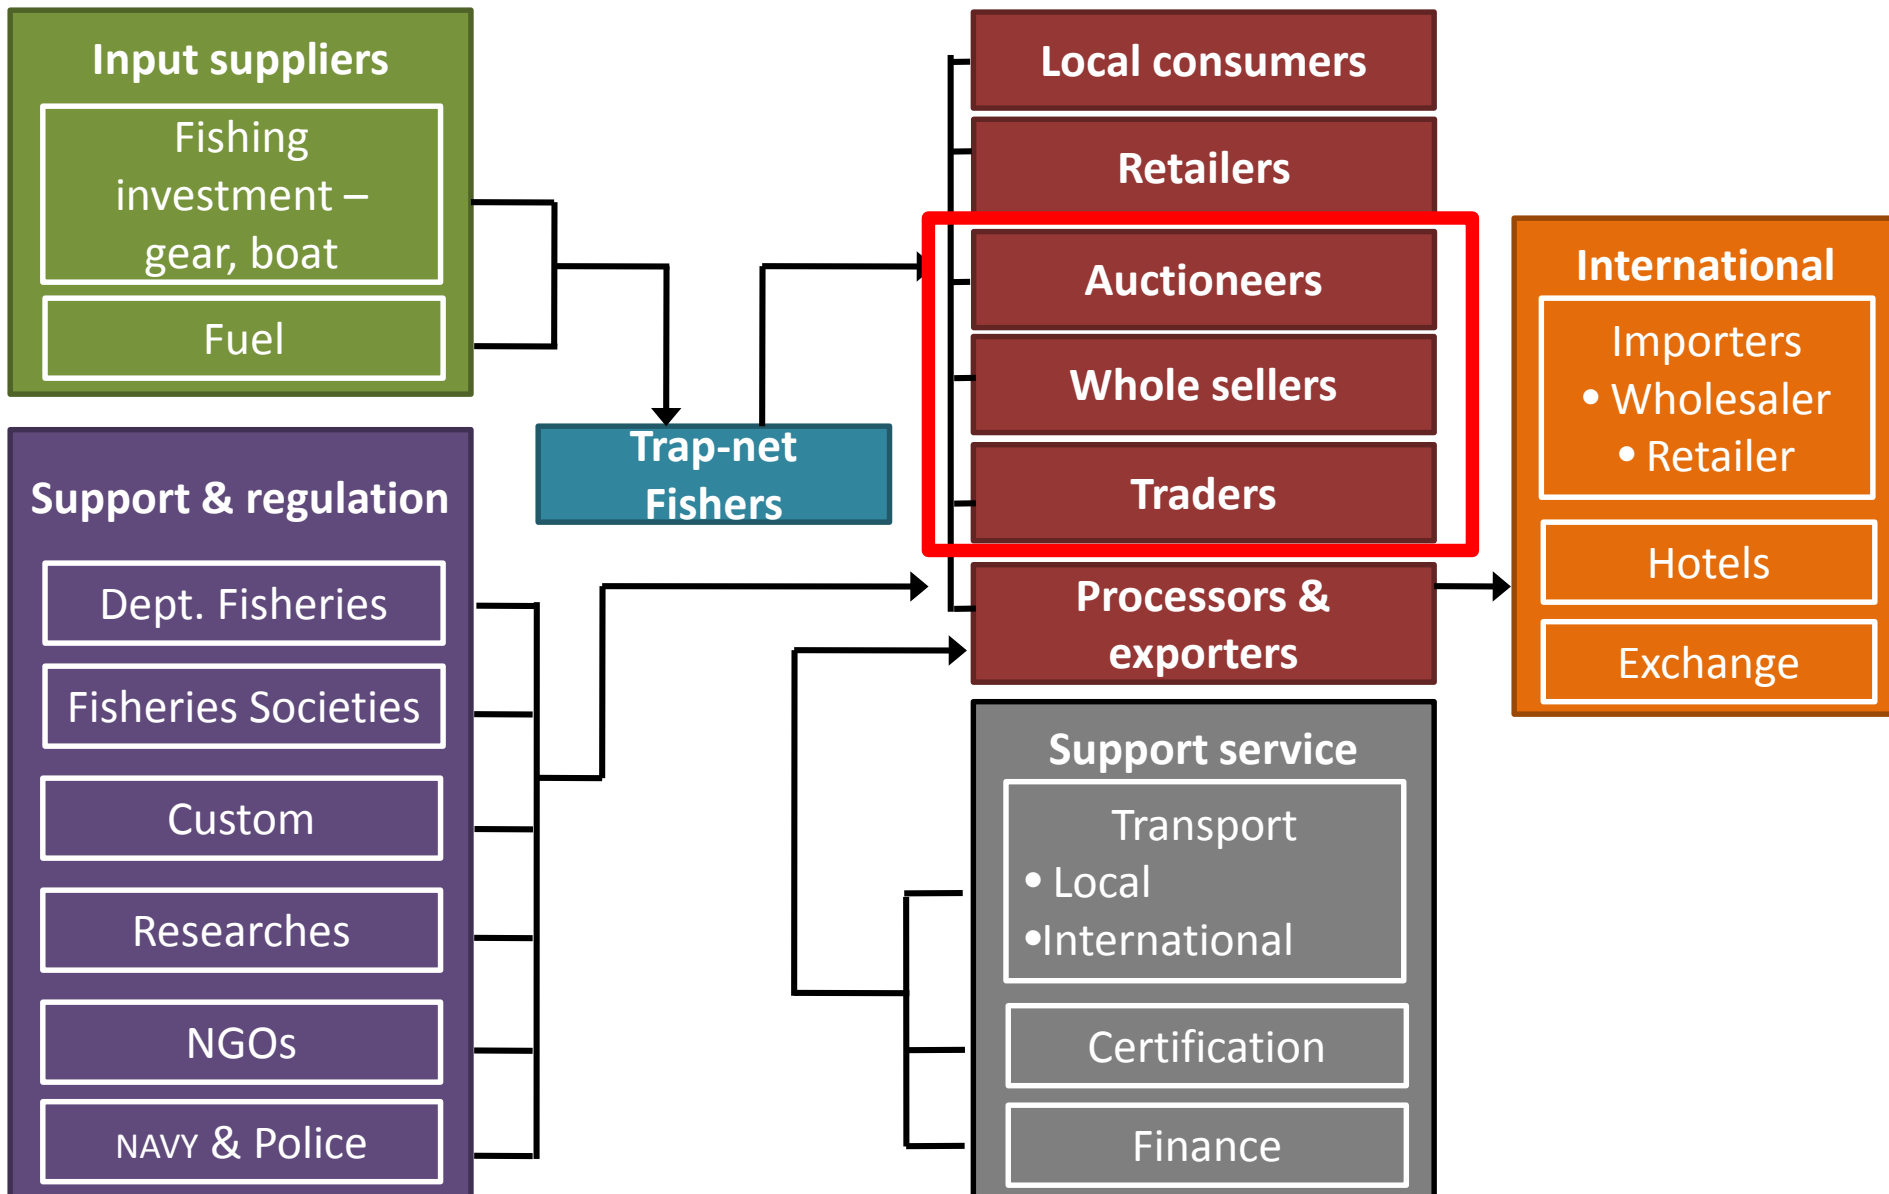 Input suppliers
Fishing
investment –
gear, boat
Fuel
Support & regulation
Dept. Fisheries
Fisheries Societies
Custom
Researches
NGOs
NAVY & Police
Trap-net
Fishers
Local consumers
Retailers
Auctioneers
Whole sellers
Traders
Processors &
exporters
Support service
Transport
• Local
•International
Certification
Finance
International
Importers
• Wholesaler
• Retailer
Hotels
Exchange